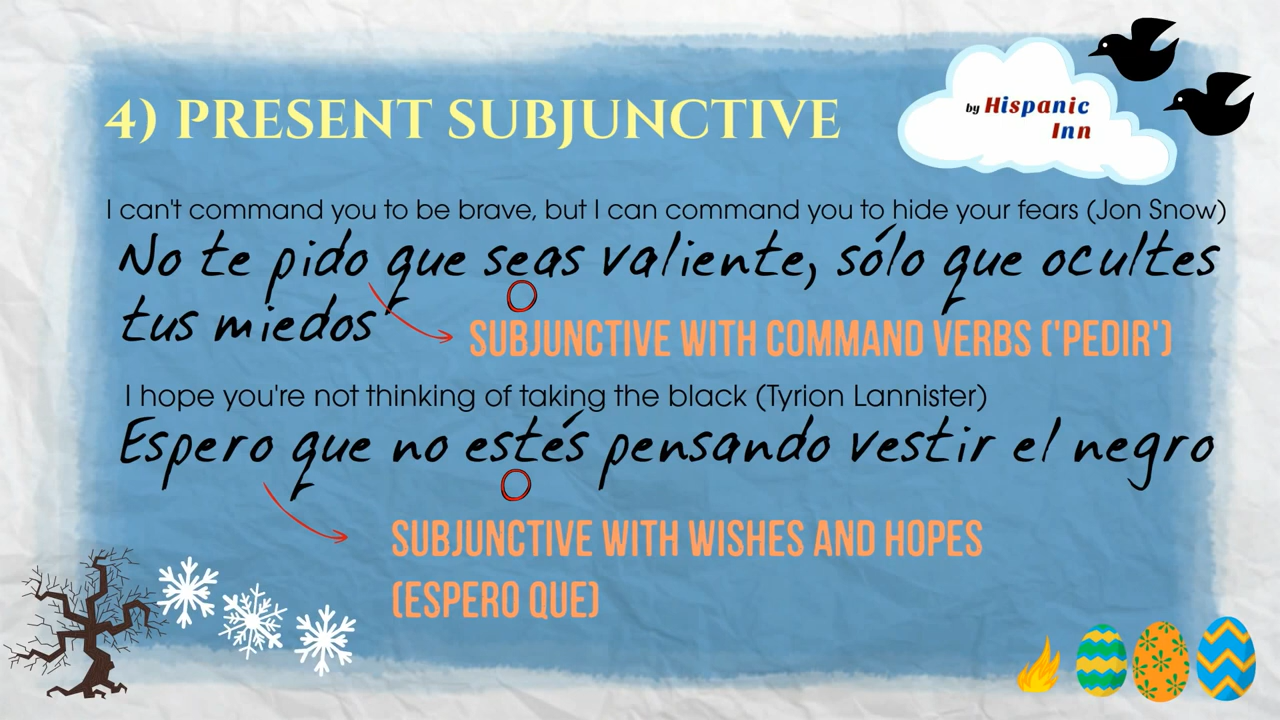 by Hispanic
Inn
4) PRESENT SUBJUNCTIVE
I can't command you to be brave, but I can command you to hide your fears (Jon Snow)
No te pido que seas valiente, sólo que ocultes
tus miedos
SUBJUNCTIVE WITH COMMAND VERBS ('PEDIR')
I hope you're not thinking of taking the black (Tyrion Lannister)
Espero que no estés pensando vestir el negro
SUBJUNCTIVE WITH WISHES AND HOPES
(ESPERO QUE)